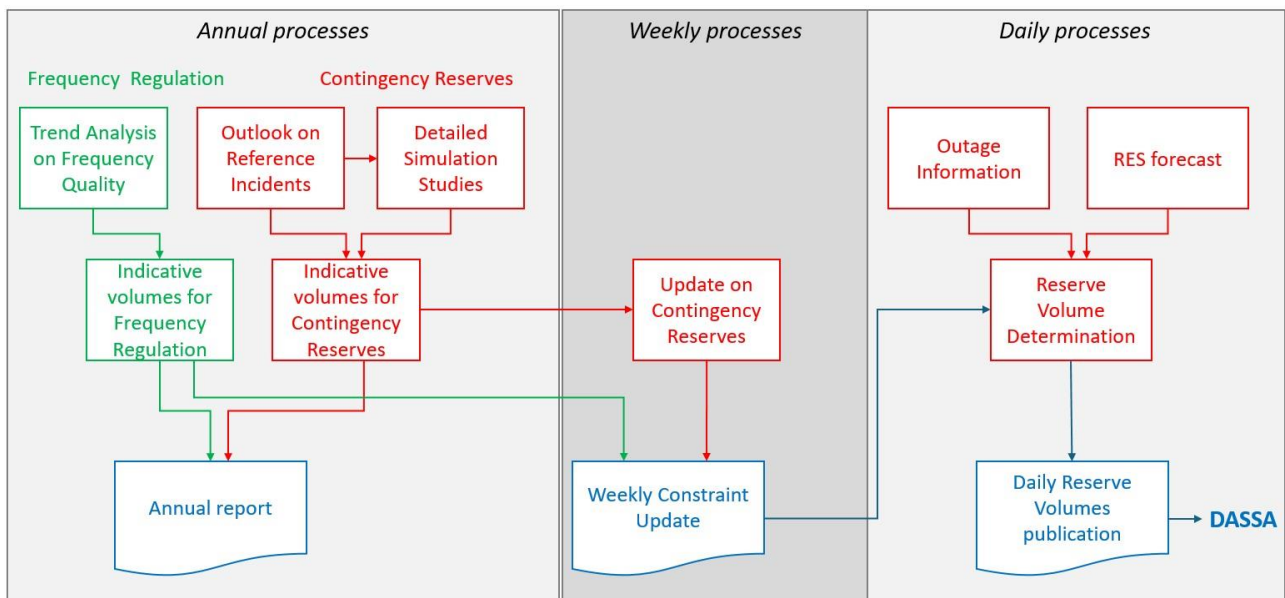 Annual processes
Weekly processes
Daily processes
Frequency Regulation
Contingency Reserves
Trend Analysis
on Frequency
Quality
Outlook on
Reference
Incidents
Detailed
Simulation
Studies
Outage
Information
RES forecast
Indicative
volumes for
Frequency
Regulation
Indicative
volumes for
Contingency
Reserves
Update on
Contingency
Reserves
Reserve
Volume
Determination
Annual report
Weekly Constraint
Update
Daily Reserve
Volumes
publication
DASSA